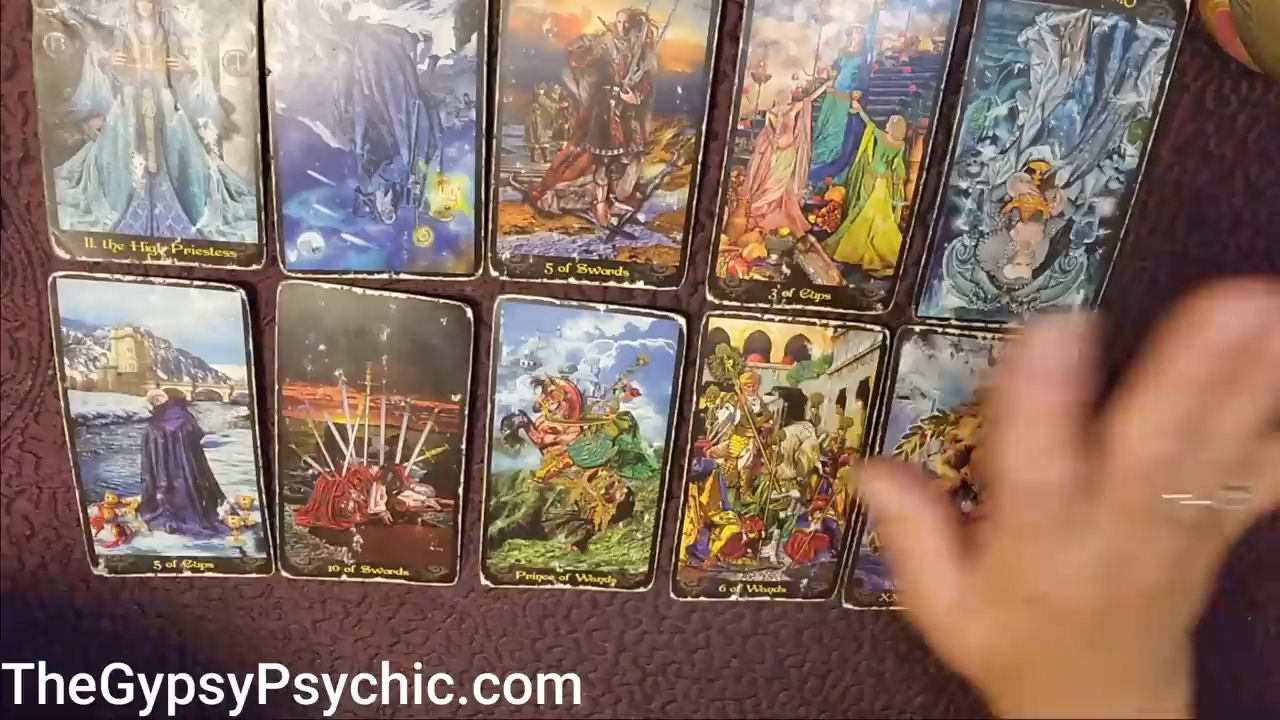 II. the High Priestess
5 of Swords
3 of Cups
5 of Cups
10 of Swords
Prince of Wands
6 of Wands
TheGypsyPsychic.com